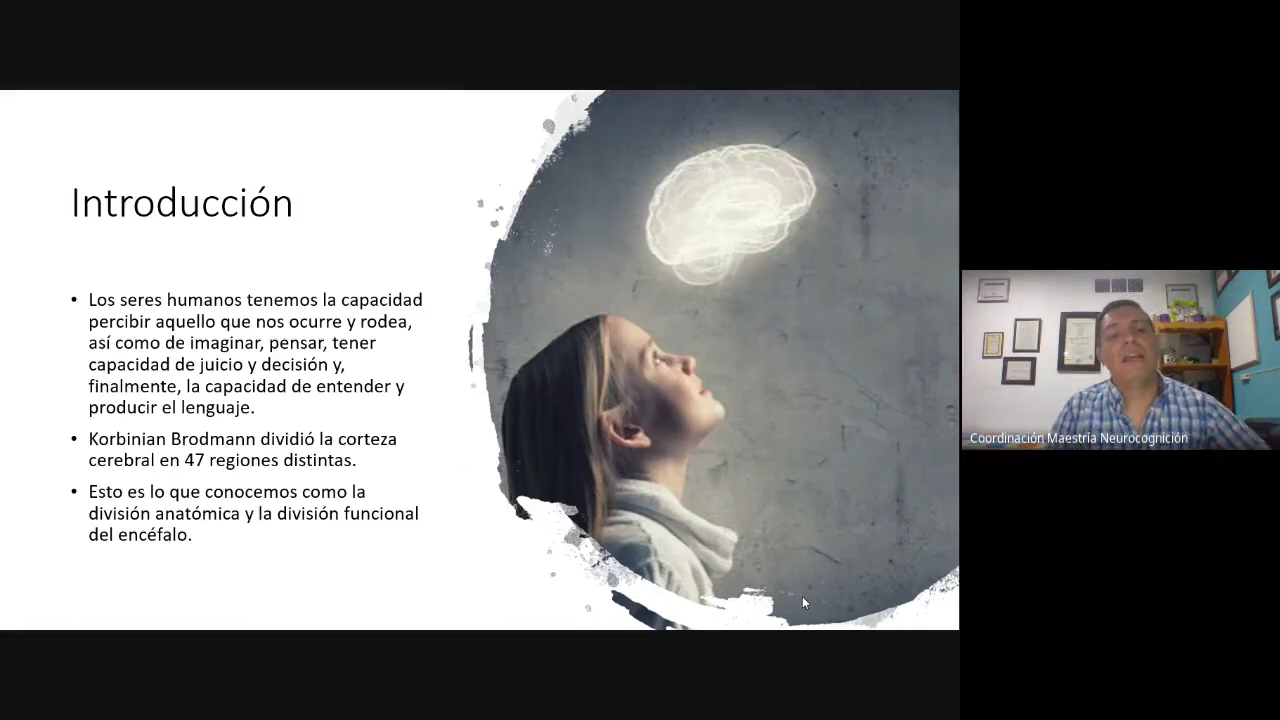 Introducción
• Los seres humanos tenemos la capacidad
percibir aquello que nos ocurre y rodea,
así como de imaginar, pensar, tener
capacidad de juicio y decisión y,
finalmente, la capacidad de entender y
producir el lenguaje.
• Korbinian Brodmann dividió la corteza
cerebral en 47 regiones distintas.
• Esto es lo que conocemos como la
división anatómica y la división funcional
del encéfalo.
Coordinación Maestría Neurocognición